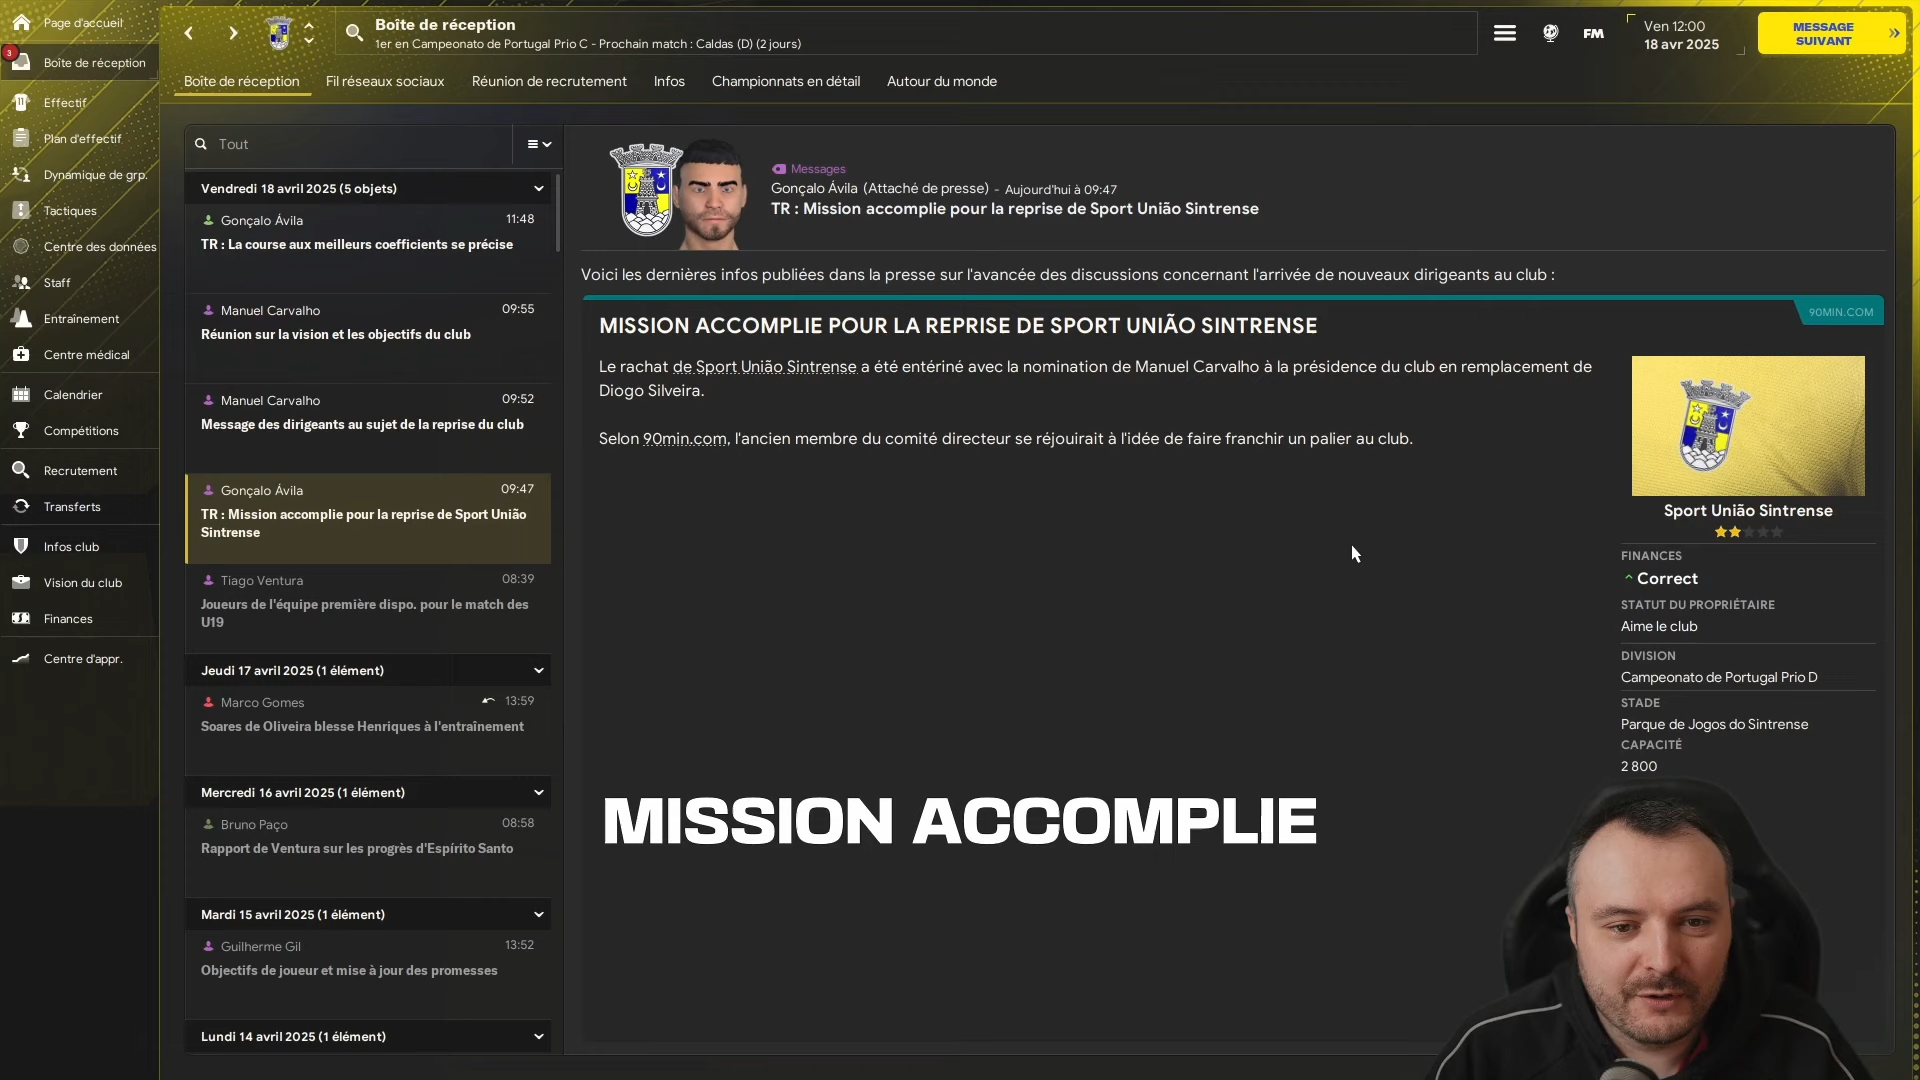 Page d'accueil
3
Boîte de réception
Effectif
Plan d'effectif
Dynamique de grp.
Tactiques
Centre des données
Staff
Entraînement
Centre médical
Calendrier
Compétitions
Recrutement
Transferts
Infos club
Vision du club
Finances
Centre d'appr.
Boîte de réception
1er en Campeonato de Portugal Prio C - Prochain match : Caldas (D) (2 jours)
FM
Ven 12:00
18 avr 2025
MESSAGE
SUIVANT
Boîte de réception
Fil réseaux sociaux
Réunion de recrutement
Infos
Championnats en détail
Autour du monde
Tout
Vendredi 18 avril 2025 (5 objets)
Gonçalo Ávila 11:48
TR : La course aux meilleurs coefficients se précise
Manuel Carvalho 09:55
Réunion sur la vision et les objectifs du club
Manuel Carvalho 09:52
Message des dirigeants au sujet de la reprise du club
Gonçalo Ávila 09:47
TR : Mission accomplie pour la reprise de Sport União
Sintrense
Tiago Ventura 08:39
Joueurs de l'équipe première dispo. pour le match des
U19
Jeudi 17 avril 2025 (1 élément)
Marco Gomes 13:59
Soares de Oliveira blesse Henriques à l'entraînement
Mercredi 16 avril 2025 (1 élément)
Bruno Paço 08:58
Rapport de Ventura sur les progrès d'Espírito Santo
Mardi 15 avril 2025 (1 élément)
Guilherme Gil 13:52
Objectifs de joueur et mise à jour des promesses
Lundi 14 avril 2025 (1 élément)
Messages
Gonçalo Ávila (Attaché de presse) - Aujourd'hui à 09:47
TR : Mission accomplie pour la reprise de Sport União Sintrense
Voici les dernières infos publiées dans la presse sur l'avancée des discussions concernant l'arrivée de nouveaux dirigeants au club :
90MIN.COM
MISSION ACCOMPLIE POUR LA REPRISE DE SPORT UNIÃO SINTRENSE
Le rachat de Sport União Sintrense a été entériné avec la nomination de Manuel Carvalho à la présidence du club en remplacement de
Diogo Silveira.
Selon 90min.com, l'ancien membre du comité directeur se réjouirait à l'idée de faire franchir un palier au club.
Sport União Sintrense
FINANCES
Correct
STATUT DU PROPRIÉTAIRE
Aime le club
DIVISION
Campeonato de Portugal Prio D
STADE
Parque de Jogos do Sintrense
CAPACITÉ
2 800
MISSION ACCOMPLIE